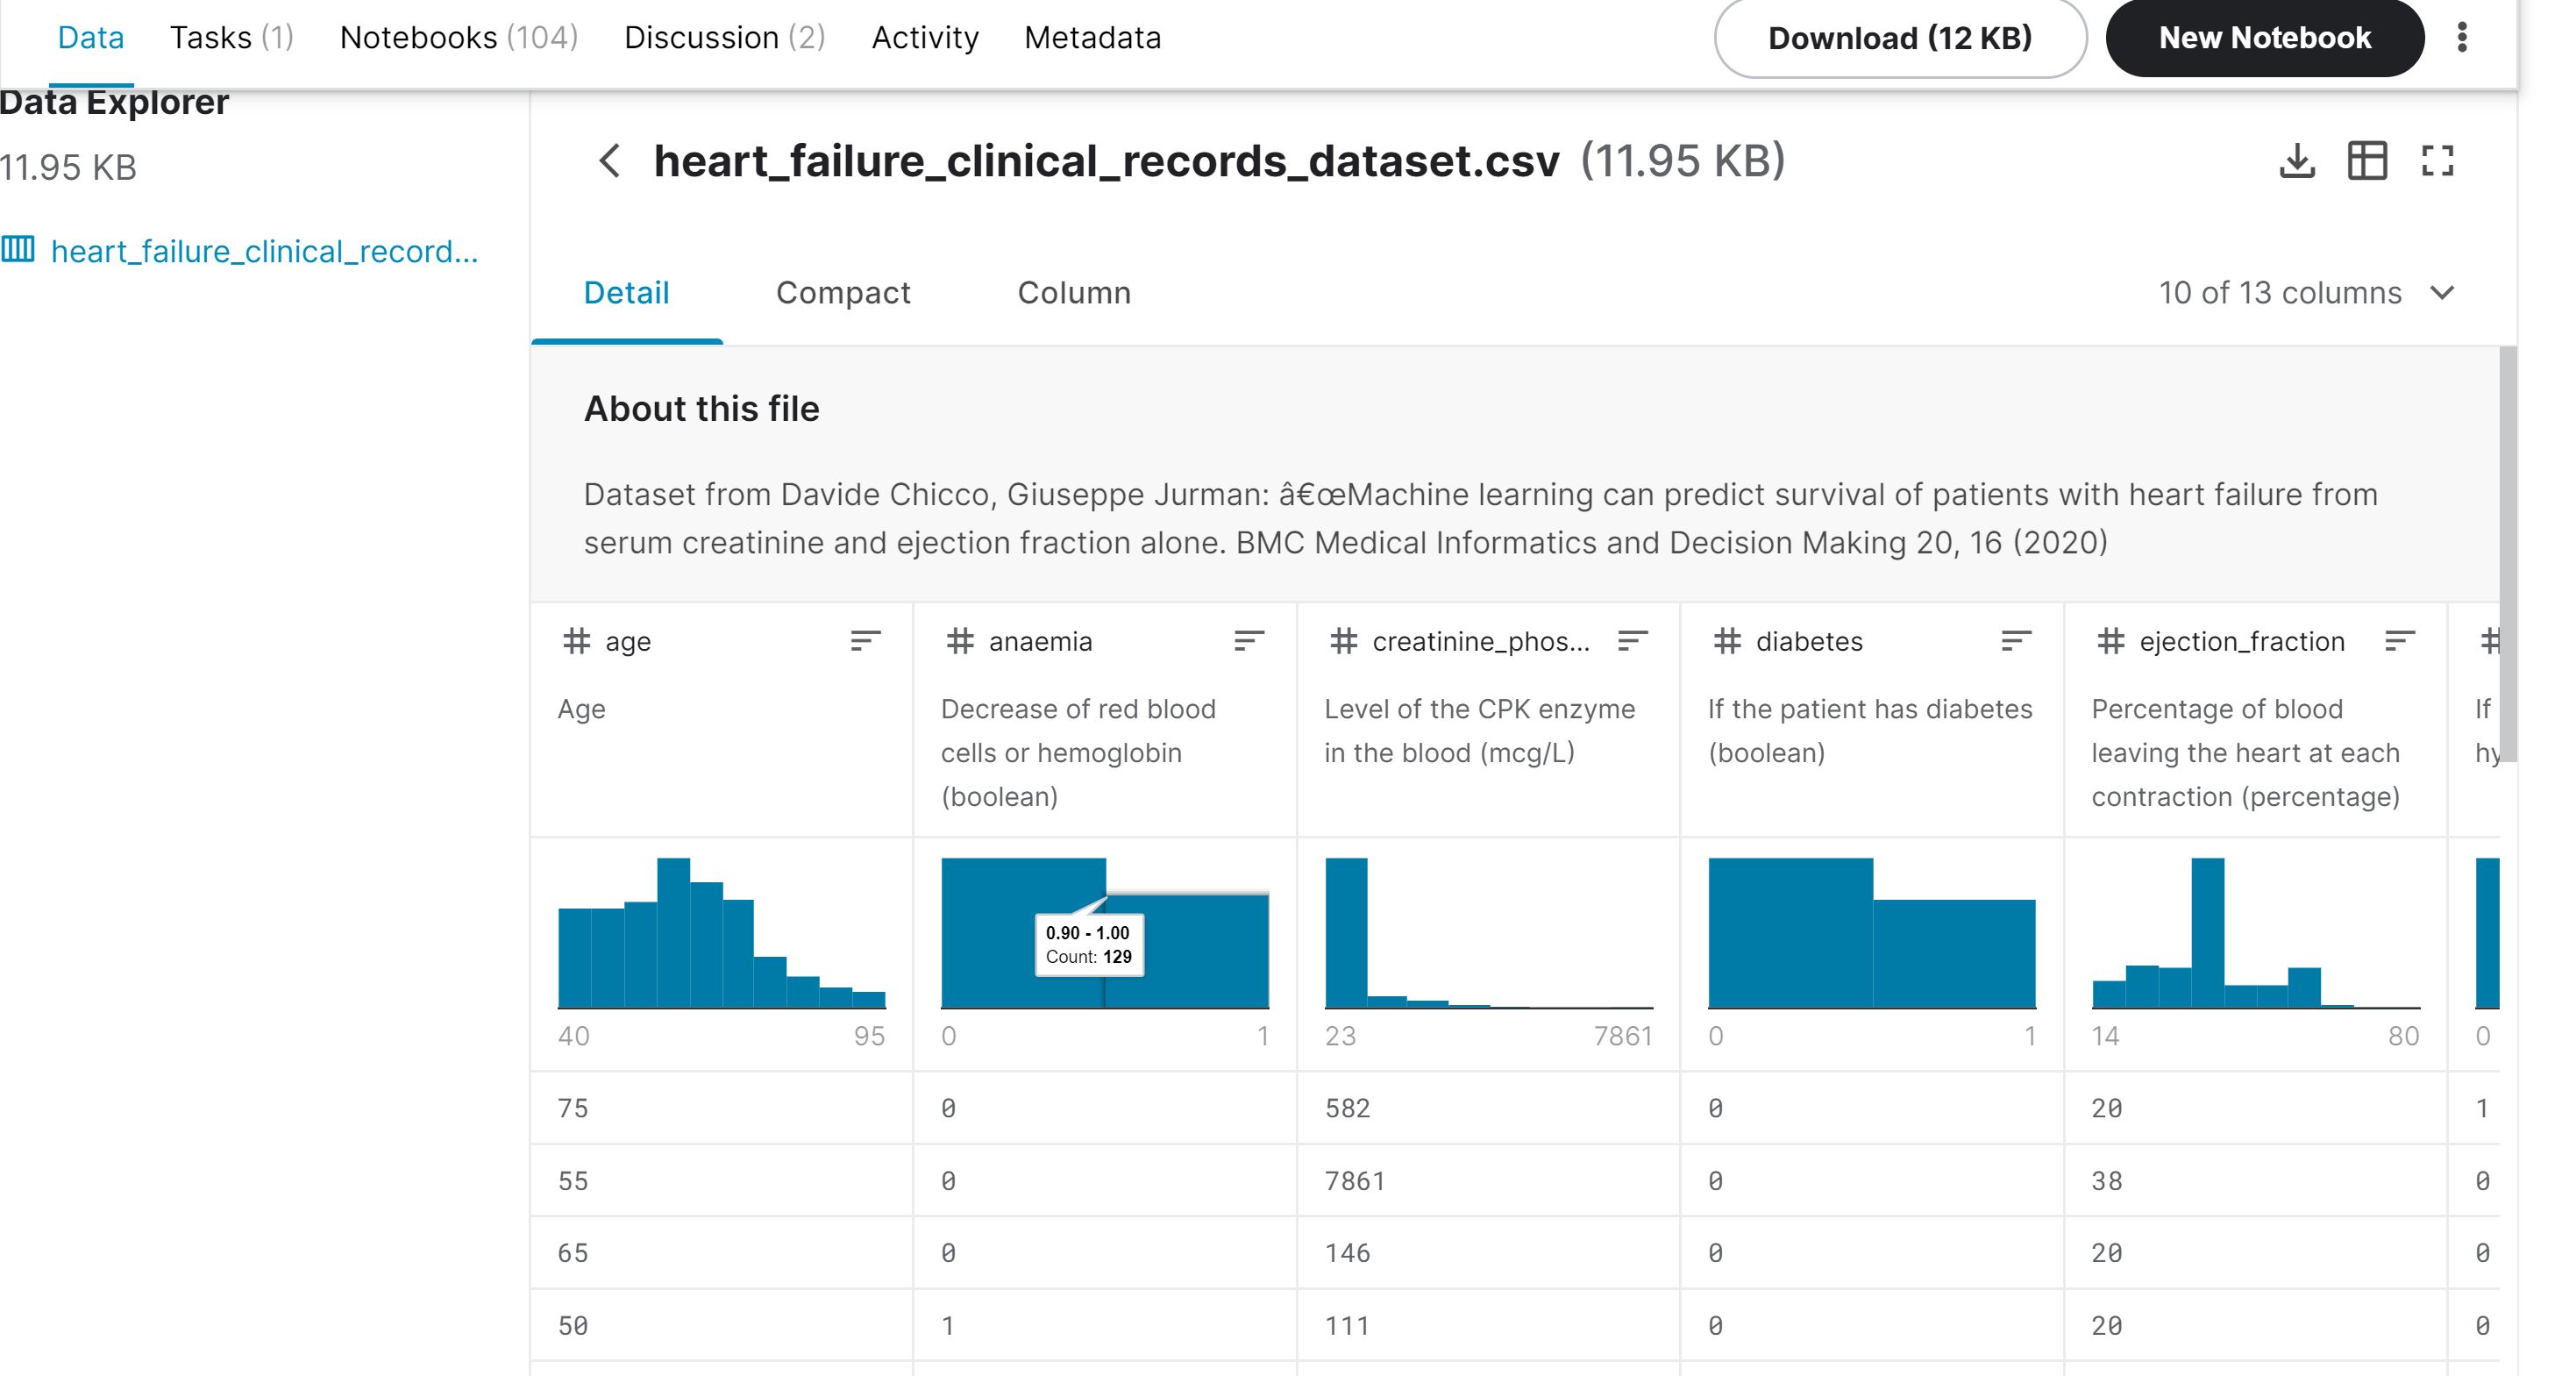 Data Tasks (1) Notebooks (104) Discussion (2) Activity Metadata Download (12 KB) New Notebook
Data Explorer
11.95 KB
heart_failure_clinical_record...
heart_failure_clinical_records_dataset.csv (11.95 KB)
Detail Compact Column 10 of 13 columns
About this file
Dataset from Davide Chicco, Giuseppe Jurman: â€œMachine learning can predict survival of patients with heart failure from
serum creatinine and ejection fraction alone. BMC Medical Informatics and Decision Making 20, 16 (2020)
# age # anaemia # creatinine_phos... # diabetes # ejection_fraction #
Age Decrease of red blood Level of the CPK enzyme If the patient has diabetes Percentage of blood If
cells or hemoglobin in the blood (mcg/L) (boolean) leaving the heart at each hy
(boolean) contraction (percentage)
0.90 - 1.00
Count: 129
40 95 0 1 23 7861 0 1 14 80 0
75 0 582 0 20 1
55 0 7861 0 38 0
65 0 146 0 20 0
50 1 111 0 20 0